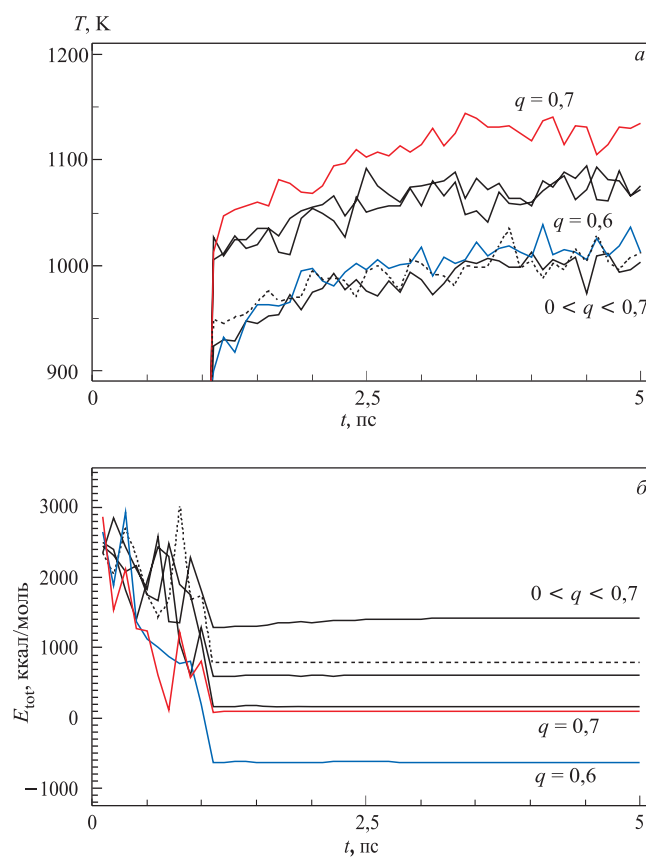 T, K
а
1200
q = 0,7
1100
q = 0,6
1000
0 < q < 0,7
900
0
2,5
5
t, пс
б
3000
2000
0 < q < 0,7
1000
E_tot, ккал/моль
0
q = 0,7
q = 0,6
−1000
0
2,5
5
t, пс